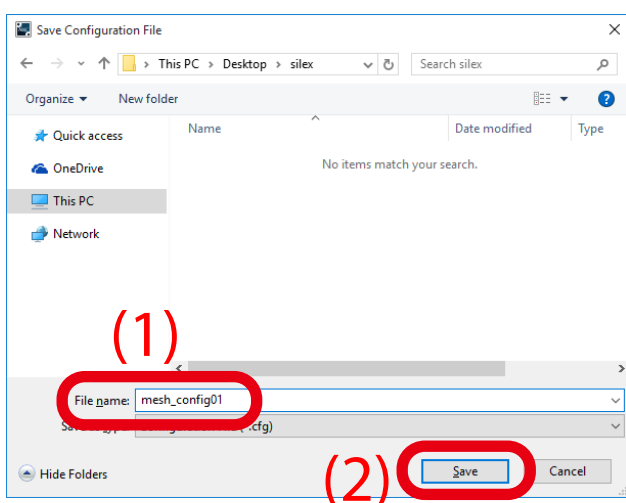 Save Configuration File
This PC > Desktop > silex
Search silex
Organize
New folder
Name
Date modified
Type
Quick access
No items match your search.
OneDrive
This PC
Network
(1)
File name:
mesh_config01
.cfg)
Hide Folders
(2)
Save
Cancel